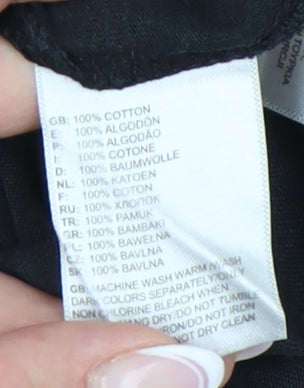 GB: 100% COTTON
E: 100% ALGODÓN
P: 100% ALGODÃO
I: 100% COTONE
D: 100% BAUMWOLLE
NL: 100% KATOEN
F: 100% COTON
RU: 100% ХЛОПОК
TR: 100% PAMUK
GR: 100% BAMBAKI
PL: 100% BAWEŁNA
CZ: 100% BAVLNA
SK: 100% BAVLNA
GB: MACHINE WASH WARM WASH
DARK COLORS SEPARATELY/ONLY
NON CHLORINE BLEACH WHEN
HANG DRY/DO NOT TUMBLE
IRON/DO NOT IRON
NOT DRY CLEAN